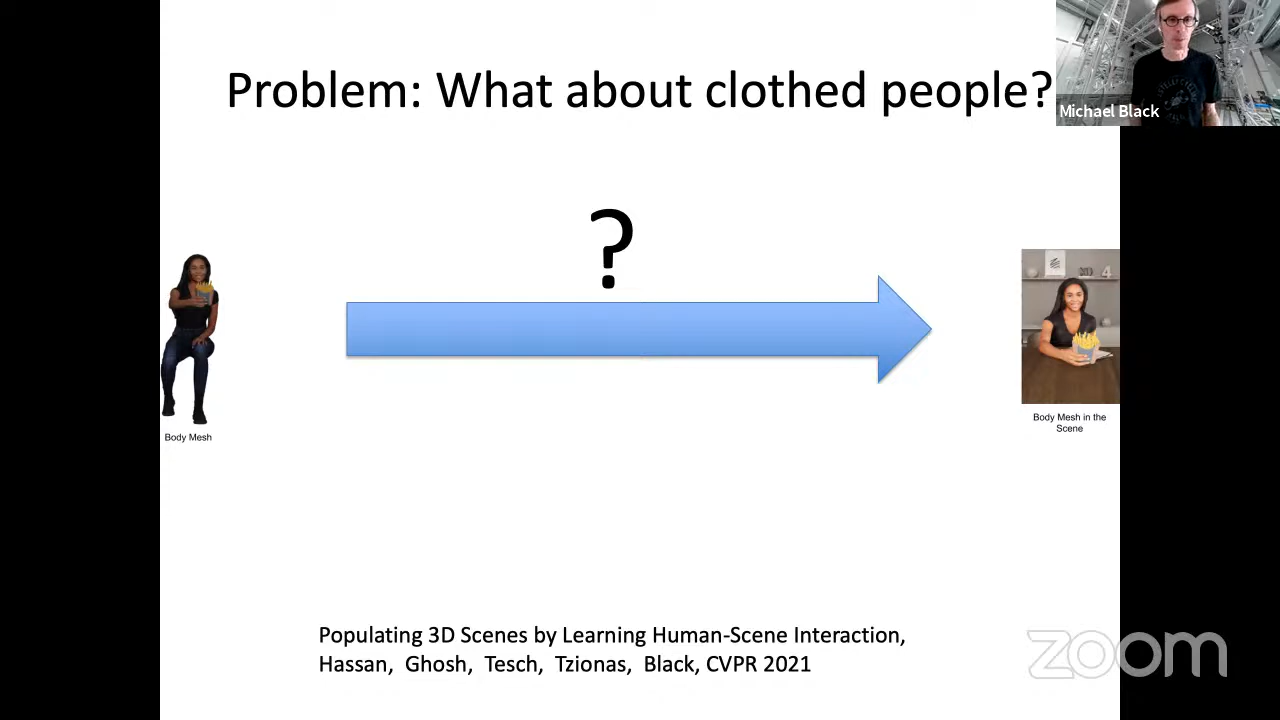 Problem: What about clothed people?
Michael Black
?
4
Body Mesh
Body Mesh in the
Scene
Populating 3D Scenes by Learning Human-Scene Interaction,
Hassan, Ghosh, Tesch, Tzionas, Black, CVPR 2021
zoom